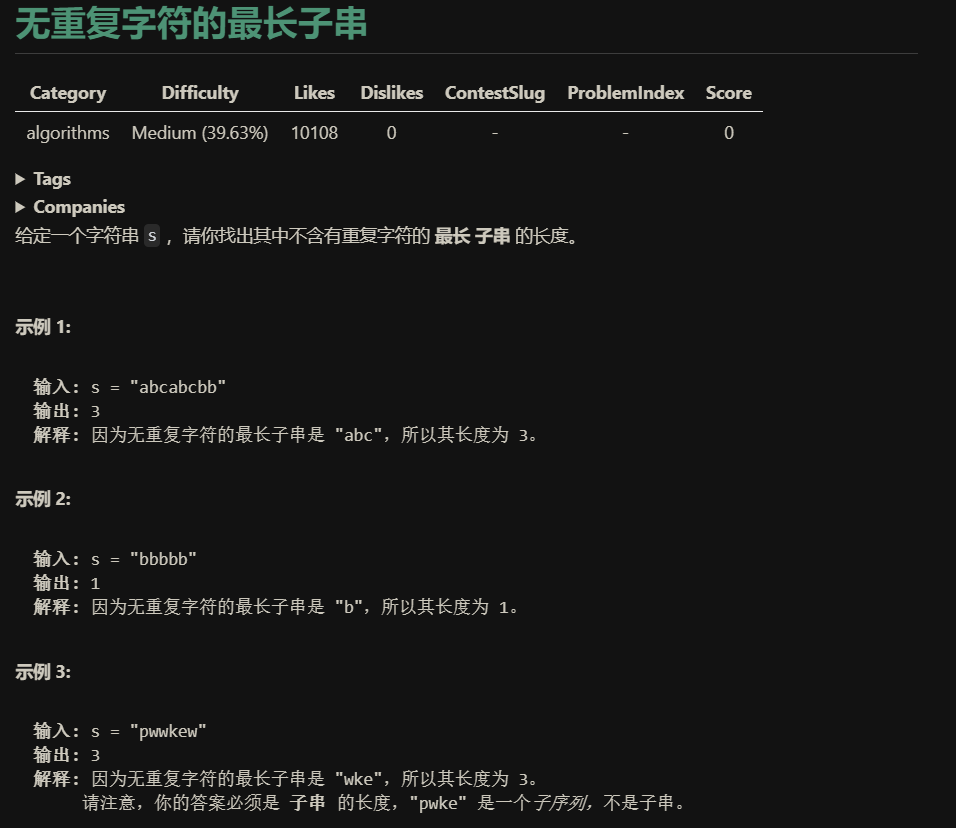 无重复字符的最长子串
Category Difficulty Likes Dislikes ContestSlug ProblemIndex Score
algorithms Medium (39.63%) 10108 0 - - 0
Tags
Companies
给定一个字符串 s ，请你找出其中不含有重复字符的 最长 子串 的长度。
示例 1:
输入: s = "abcabcbb"
输出: 3
解释: 因为无重复字符的最长子串是 "abc"，所以其长度为 3。
示例 2:
输入: s = "bbbbb"
输出: 1
解释: 因为无重复字符的最长子串是 "b"，所以其长度为 1。
示例 3:
输入: s = "pwwkew"
输出: 3
解释: 因为无重复字符的最长子串是 "wke"，所以其长度为 3。
请注意，你的答案必须是 子串 的长度，"pwke" 是一个子序列，不是子串。